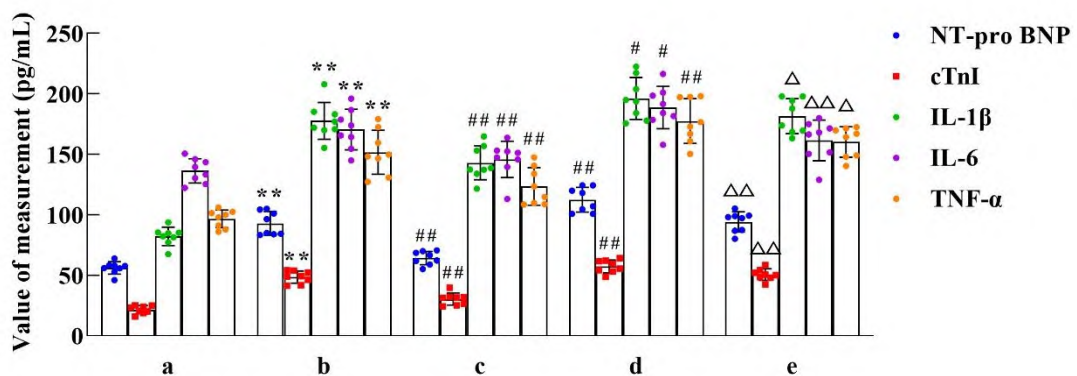 Value of measurement (pg/mL)
250
200
150
100
50
0
** ** ** ** **
## ## ## ## ##
## ## # # ##
△△ △△ △ △△ △
a b c d e
NT-pro BNP
cTnI
IL-1β
IL-6
TNF-α